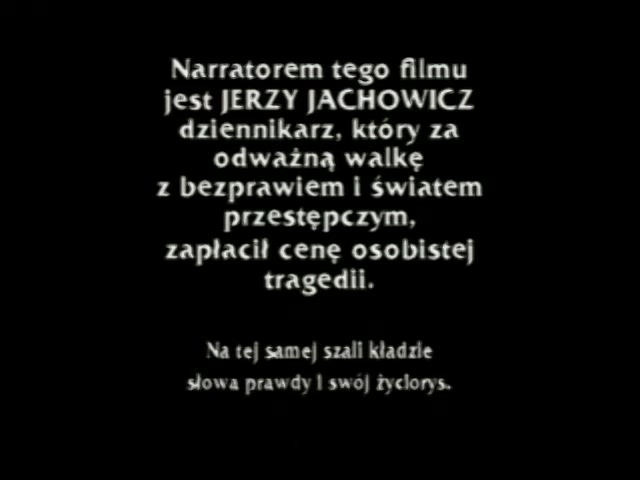 Narratorem tego filmu
jest JERZY JACHOWICZ
dziennikarz, który za
odważną walkę
z bezprawiem i światem
przestępczym,
zapłacił cenę osobistej
tragedii.
Na tej samej szali kładzie
słowa prawdy i swój życiorys.